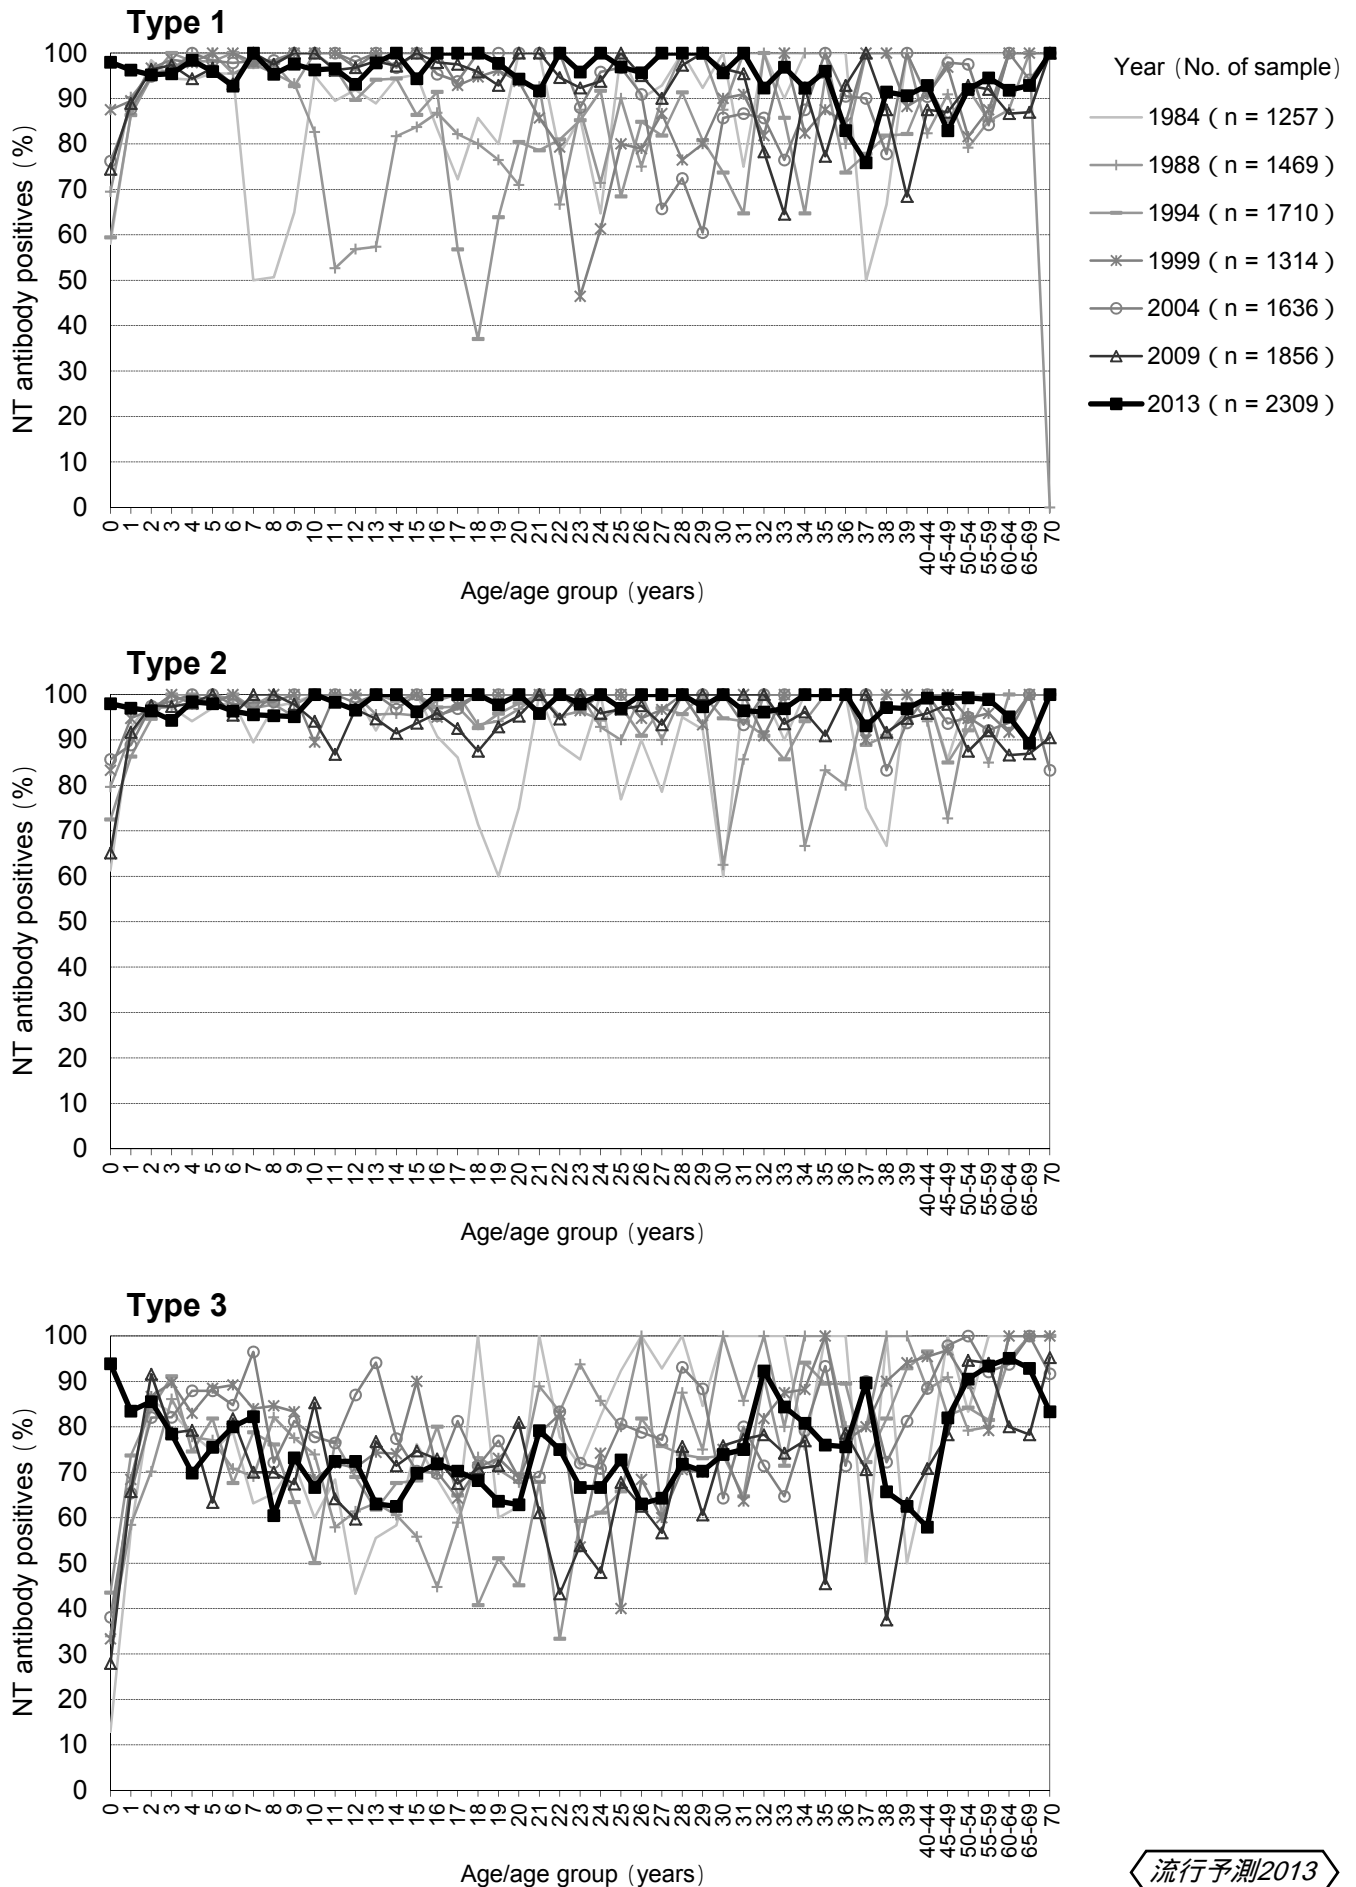 Type 1
NT antibody positives (%)
100
90
80
70
60
50
40
30
20
10
0
0 1 2 3 4 5 6 7 8 9 10 11 12 13 14 15 16 17 18 19 20 21 22 23 24 25 26 27 28 29 30 31 32 33 34 35 36 37 38 39 40-44 45-49 50-54 55-59 60-64 65-69 70
Age/age group (years)
Year (No. of sample)
1984 ( n = 1257 )
1988 ( n = 1469 )
1994 ( n = 1710 )
1999 ( n = 1314 )
2004 ( n = 1636 )
2009 ( n = 1856 )
2013 ( n = 2309 )
Type 2
NT antibody positives (%)
100
90
80
70
60
50
40
30
20
10
0
0 1 2 3 4 5 6 7 8 9 10 11 12 13 14 15 16 17 18 19 20 21 22 23 24 25 26 27 28 29 30 31 32 33 34 35 36 37 38 39 40-44 45-49 50-54 55-59 60-64 65-69 70
Age/age group (years)
Type 3
NT antibody positives (%)
100
90
80
70
60
50
40
30
20
10
0
0 1 2 3 4 5 6 7 8 9 10 11 12 13 14 15 16 17 18 19 20 21 22 23 24 25 26 27 28 29 30 31 32 33 34 35 36 37 38 39 40-44 45-49 50-54 55-59 60-64 65-69 70
Age/age group (years)
流行予測2013